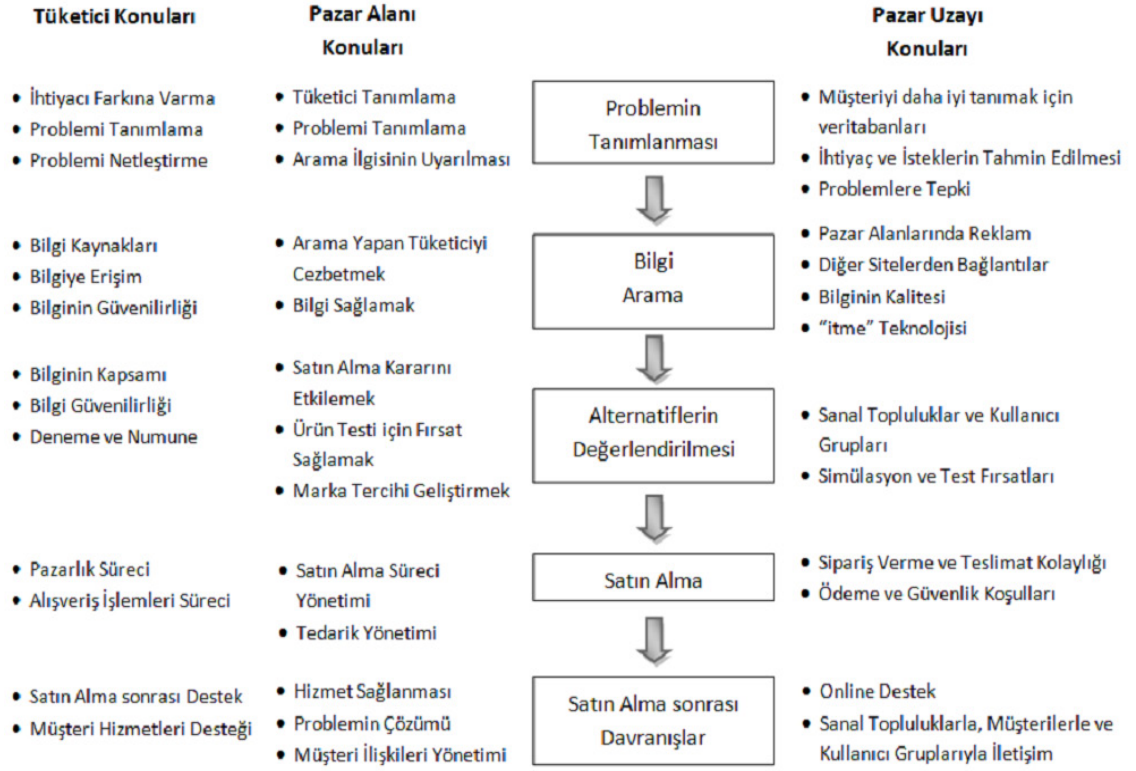 Tüketici Konuları
Pazar Alanı
Konuları
Pazar Uzayı
Konuları
• İhtiyacı Farkına Varma
• Problemi Tanımlama
• Problemi Netleştirme
• Tüketici Tanımlama
• Problemi Tanımlama
• Arama İlgisinin Uyarılması
Problemin
Tanımlanması
• Müşteriyi daha iyi tanımak için
veritabanları
• İhtiyaç ve İsteklerin Tahmin Edilmesi
• Problemlere Tepki
• Bilgi Kaynakları
• Bilgiye Erişim
• Bilginin Güvenilirliği
• Arama Yapan Tüketiciyi
Cezbetmek
• Bilgi Sağlamak
Bilgi
Arama
• Pazar Alanlarında Reklam
• Diğer Sitelerden Bağlantılar
• Bilginin Kalitesi
• “itme” Teknolojisi
• Bilginin Kapsamı
• Bilgi Güvenilirliği
• Deneme ve Numune
• Satın Alma Kararını
Etkilemek
• Ürün Testi için Fırsat
Sağlamak
• Marka Tercihi Geliştirmek
Alternatiflerin
Değerlendirilmesi
• Sanal Topluluklar ve Kullanıcı
Grupları
• Simülasyon ve Test Fırsatları
• Pazarlık Süreci
• Alışveriş İşlemleri Süreci
• Satın Alma Süreci
Yönetimi
• Tedarik Yönetimi
Satın Alma
• Sipariş Verme ve Teslimat Kolaylığı
• Ödeme ve Güvenlik Koşulları
• Satın Alma sonrası Destek
• Müşteri Hizmetleri Desteği
• Hizmet Sağlanması
• Problemin Çözümü
• Müşteri İlişkileri Yönetimi
Satın Alma sonrası
Davranışlar
• Online Destek
• Sanal Topluluklarla, Müşterilerle ve
Kullanıcı Gruplarıyla İletişim